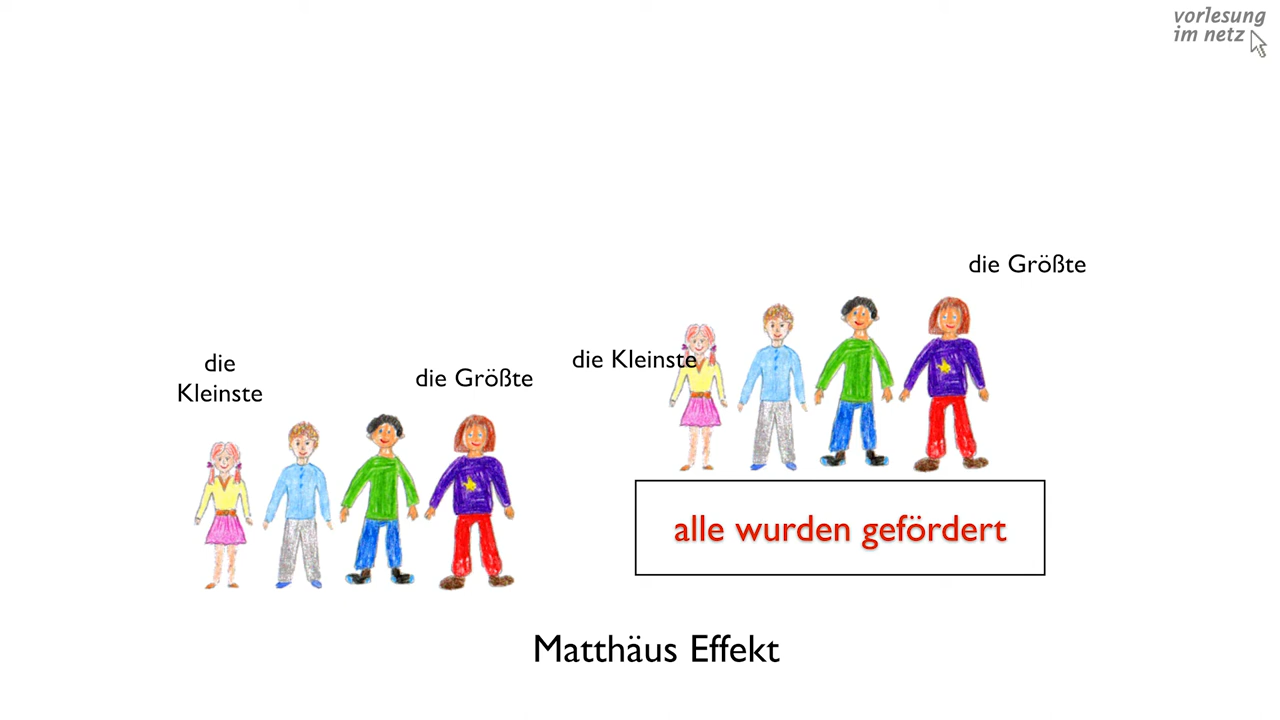 vorlesung
im netz
die Größte
die Kleinste
die
Kleinste
die Größte
alle wurden gefördert
Matthäus Effekt